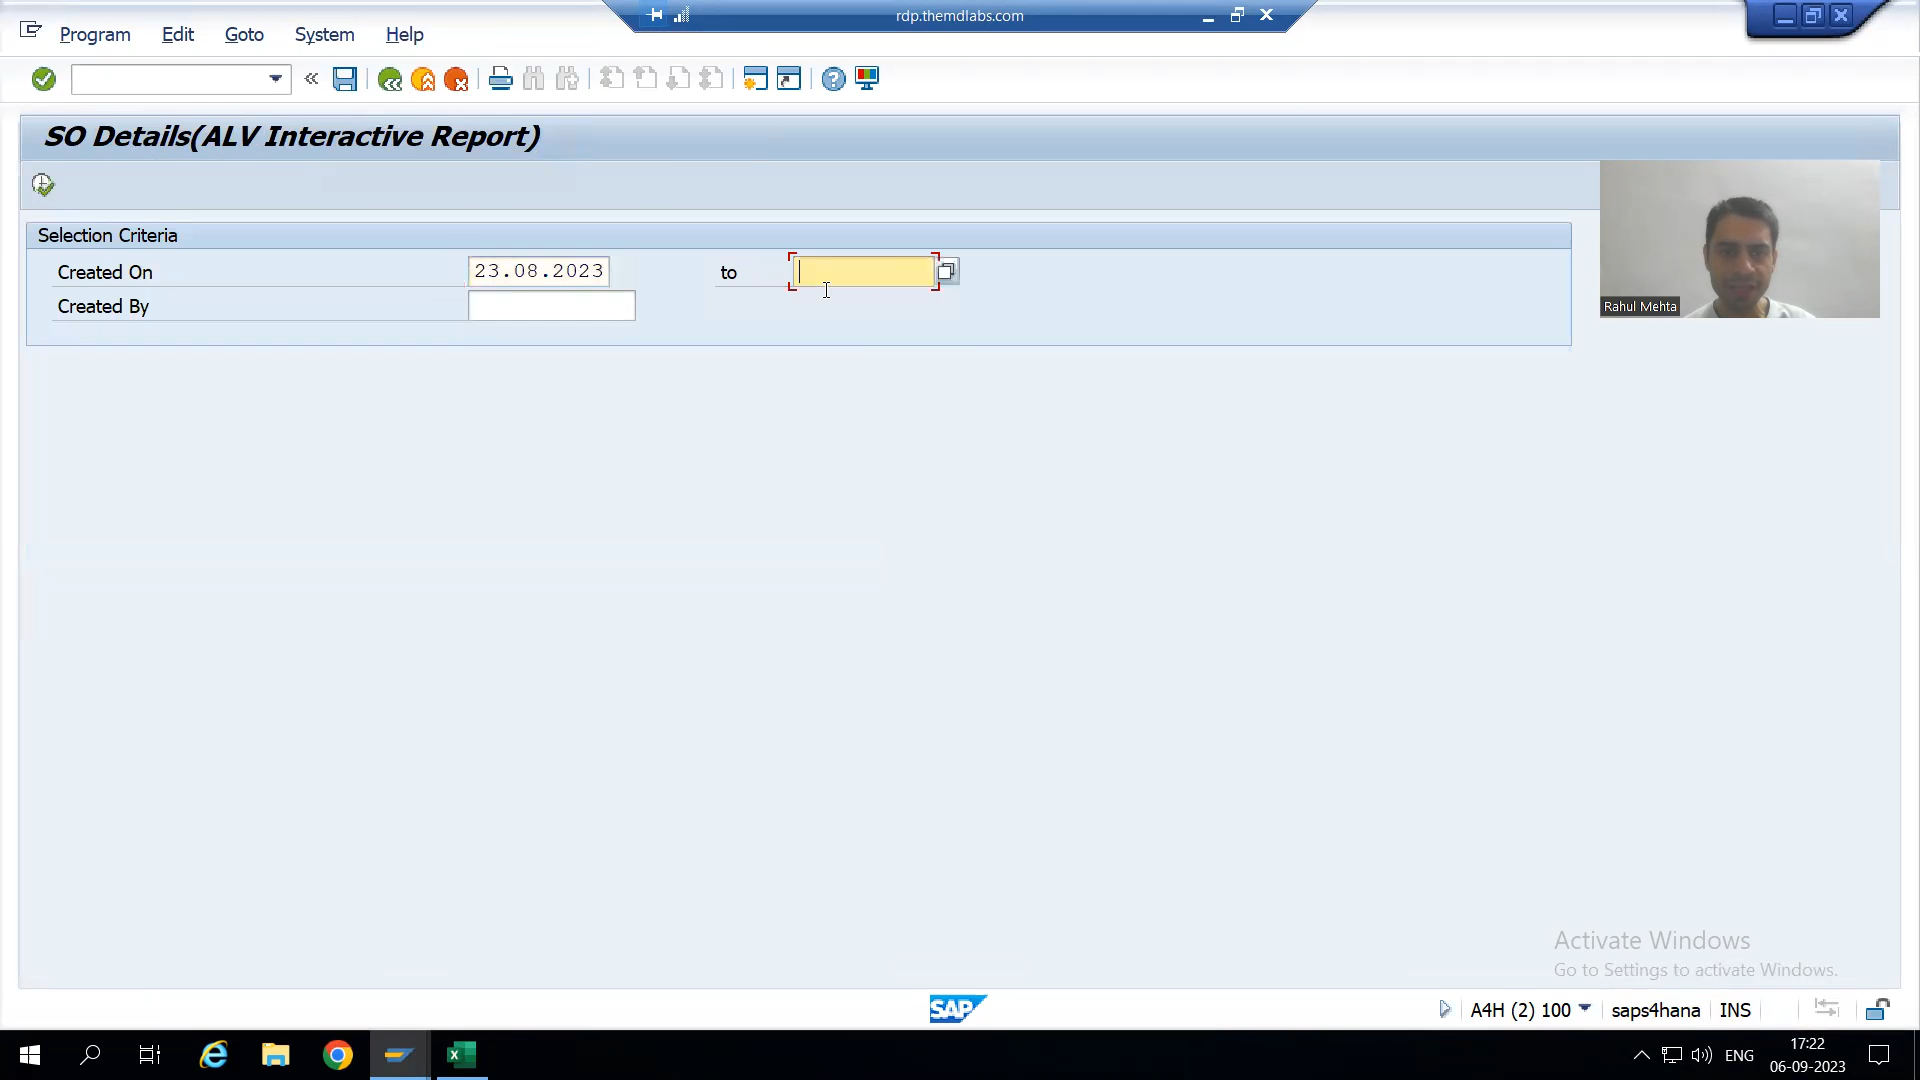 rdp.themdlabs.com
Program Edit Goto System Help
SO Details(ALV Interactive Report)
Selection Criteria
Created On 23.08.2023 to
Created By
Rahul Mehta
Activate Windows
Go to Settings to activate Windows.
SAP A4H (2) 100 saps4hana INS
17:22
ENG
06-09-2023